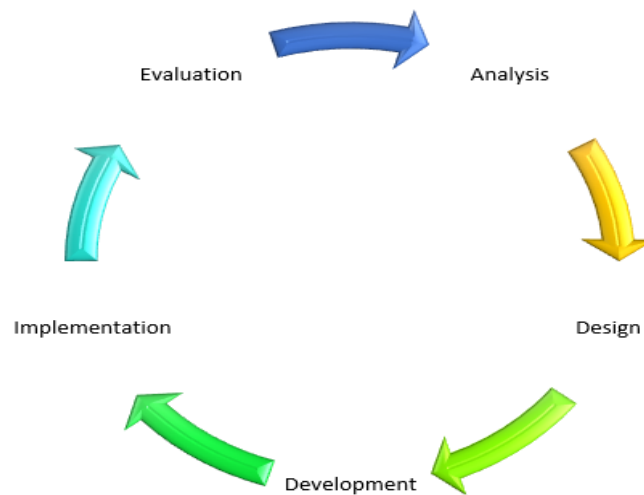 Evaluation
Analysis
Implementation
Design
Development